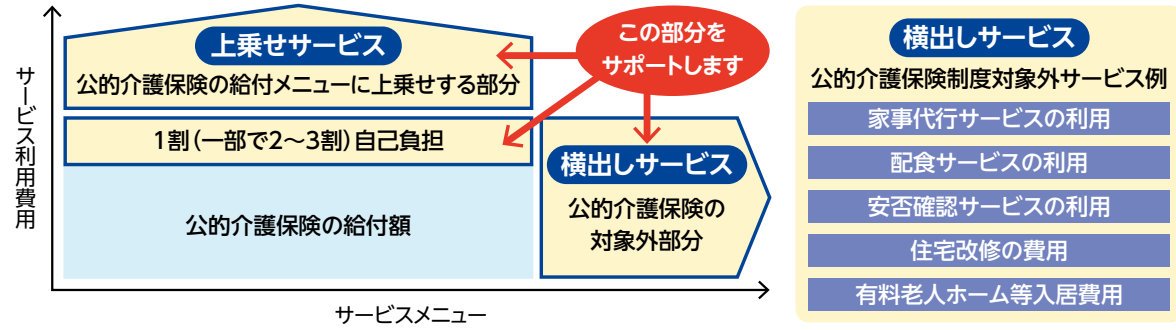 サービス利用費用
上乗せサービス
公的介護保険の給付メニューに上乗せする部分
1割(一部で2〜3割)自己負担
公的介護保険の給付額
この部分を
サポートします
横出しサービス
公的介護保険の
対象外部分
サービスメニュー
横出しサービス
公的介護保険制度対象外サービス例
家事代行サービスの利用
配食サービスの利用
安否確認サービスの利用
住宅改修の費用
有料老人ホーム等入居費用